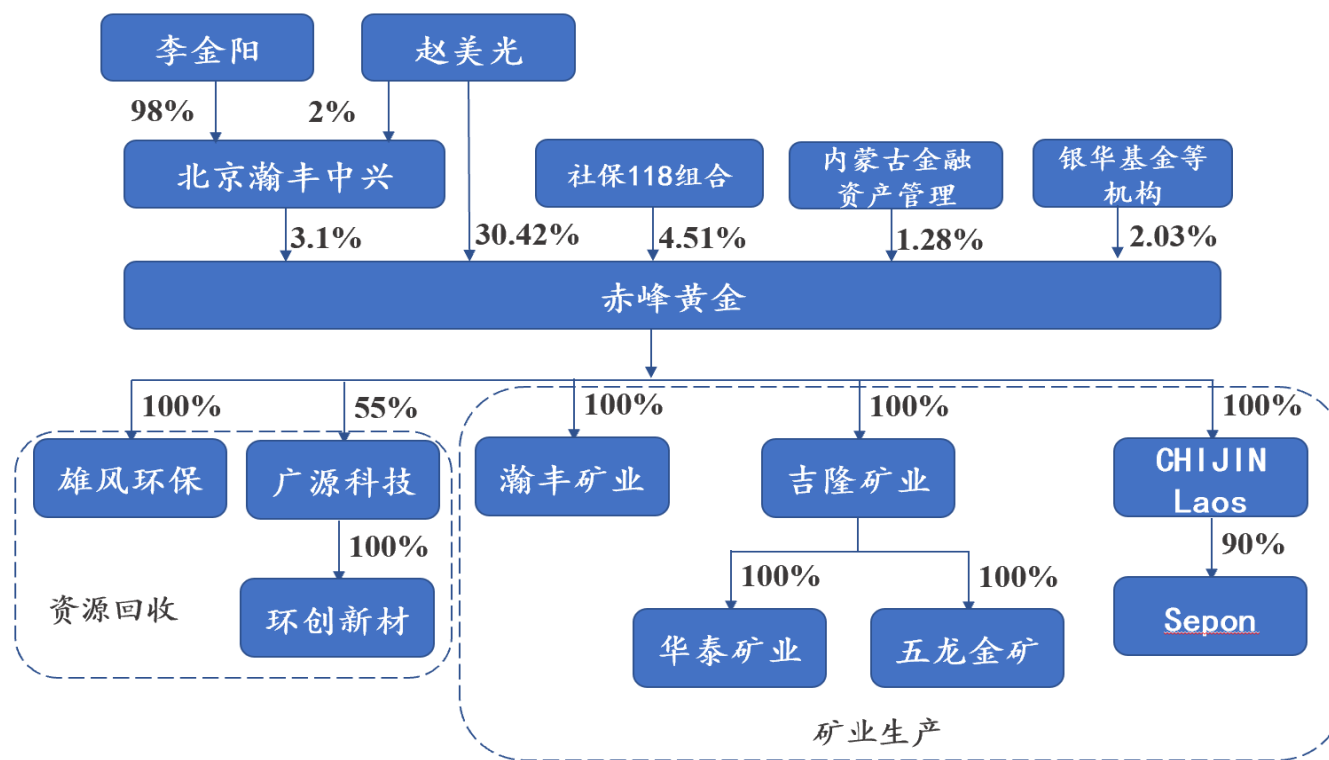 李金阳
赵美光
98%
2%
北京瀚丰中兴
社保118组合
内蒙古金融
资产管理
银华基金等
机构
3.1%
30.42%
4.51%
1.28%
2.03%
赤峰黄金
100%
55%
100%
100%
100%
雄风环保
广源科技
瀚丰矿业
吉隆矿业
CHIJIN
Laos
100%
100%
100%
90%
资源回收
环创新材
华泰矿业
五龙金矿
Sepon
矿业生产